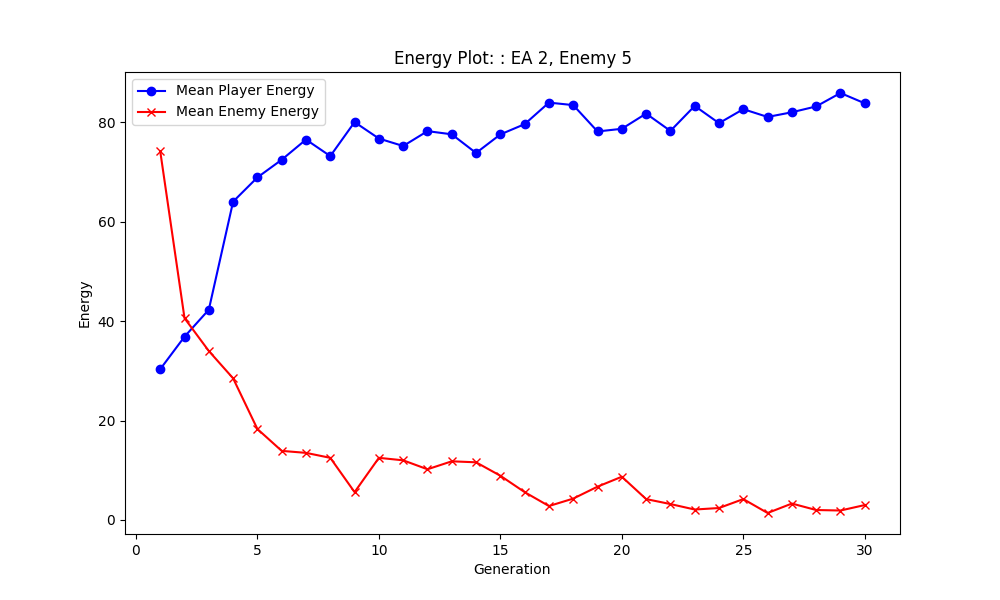 Energy Plot: : EA 2, Enemy 5
Mean Player Energy
Mean Enemy Energy
Energy
80
60
40
20
0
0 5 10 15 20 25 30
Generation